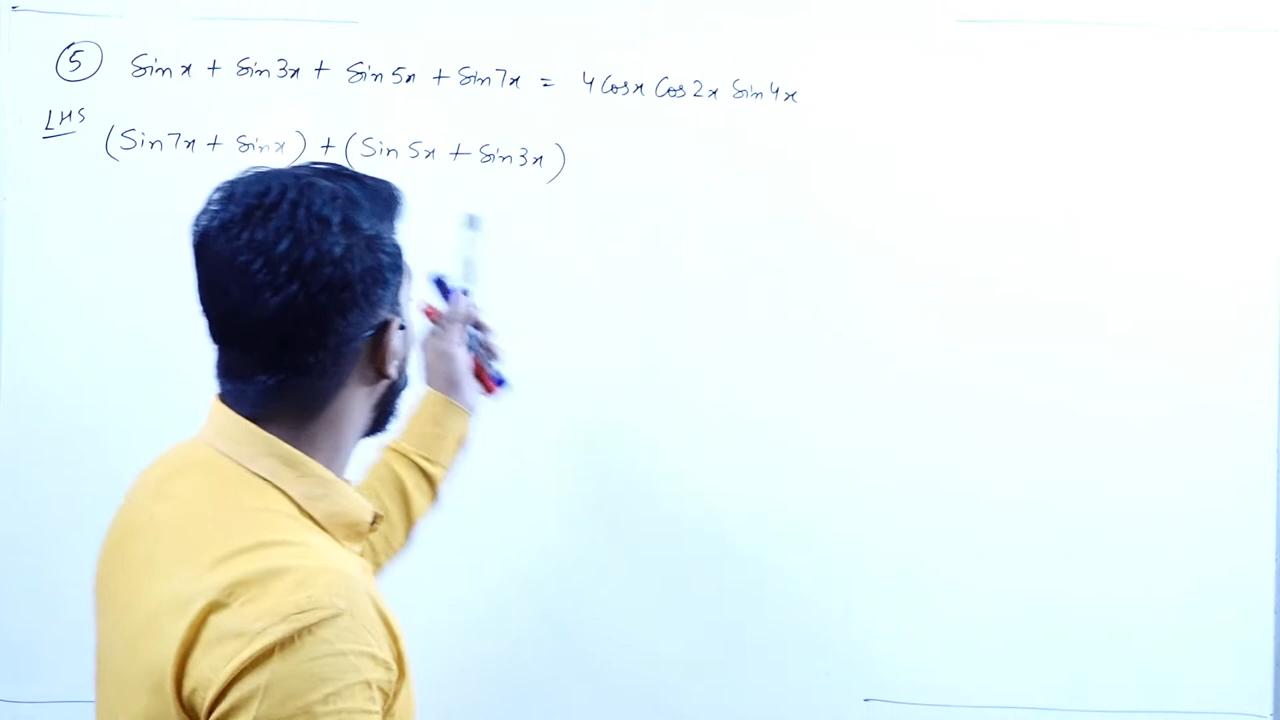 5 Sin x + Sin 3x + Sin 5x + Sin 7x = 4 Cos x Cos 2x Sin 4x
LHS
(Sin 7x + Sin x) + (Sin 5x + Sin 3x)